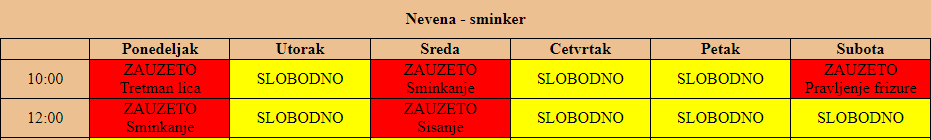 Nevena - sminker
Ponedeljak Utorak Sreda Cetvrtak Petak Subota
10:00 ZAUZETO Tretman lica SLOBODNO ZAUZETO Sminkanje SLOBODNO SLOBODNO ZAUZETO Pravljenje frizure
12:00 ZAUZETO Sminkanje SLOBODNO ZAUZETO Sisanje SLOBODNO SLOBODNO SLOBODNO